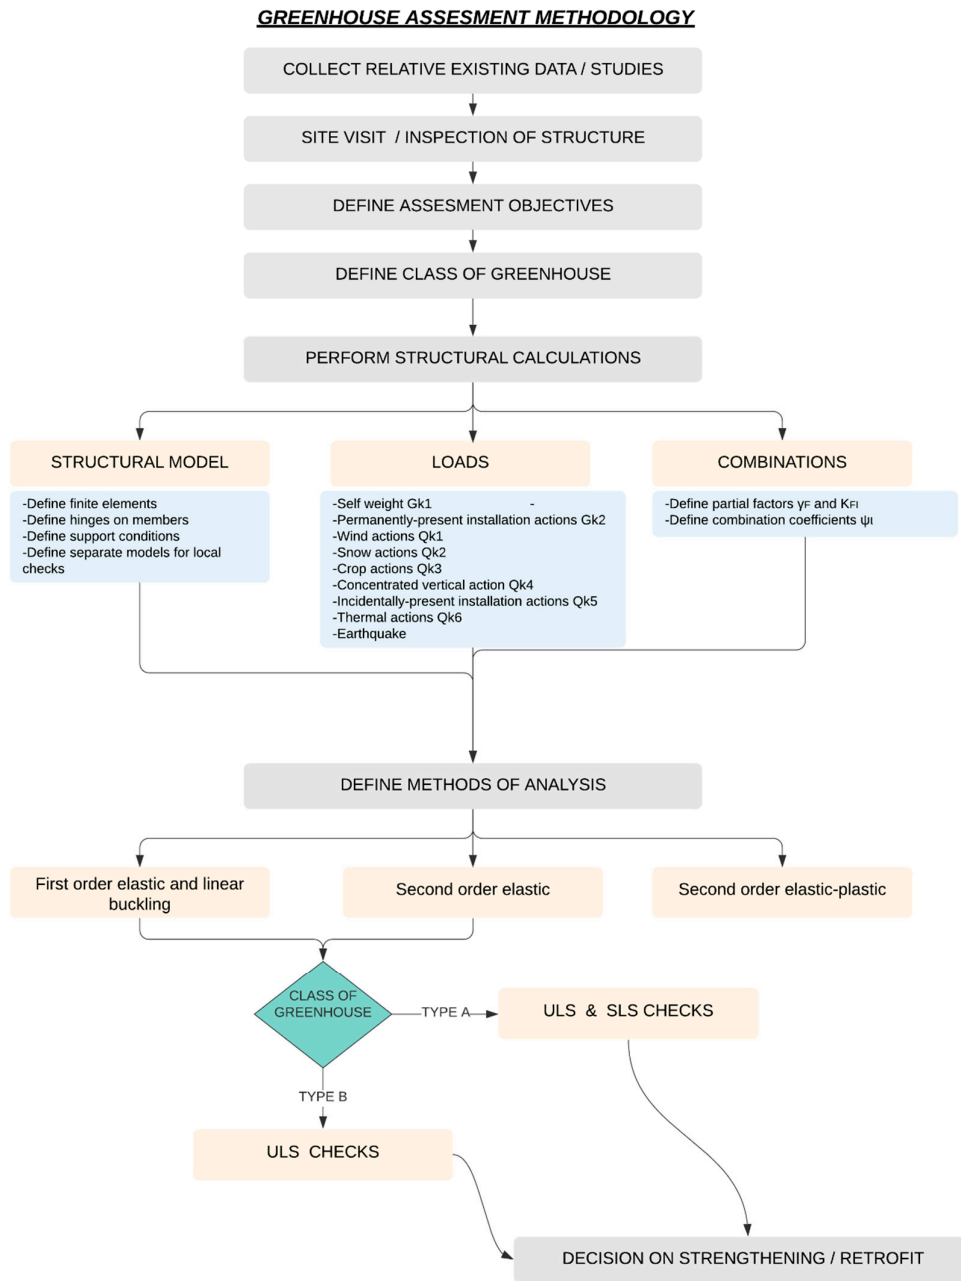 GREENHOUSE ASSESMENT METHODOLOGY
COLLECT RELATIVE EXISTING DATA / STUDIES
SITE VISIT / INSPECTION OF STRUCTURE
DEFINE ASSESMENT OBJECTIVES
DEFINE CLASS OF GREENHOUSE
PERFORM STRUCTURAL CALCULATIONS
STRUCTURAL MODEL
-Define finite elements
-Define hinges on members
-Define support conditions
-Define separate models for local
checks
LOADS
-Self weight Gk1 -
-Permanently-present installation actions Gk2
-Wind actions Qk1
-Snow actions Qk2
-Crop actions Qk3
-Concentrated vertical action Qk4
-Incidentally-present installation actions Qk5
-Thermal actions Qk6
-Earthquake
COMBINATIONS
-Define partial factors γF and KFI
-Define combination coefficients ψι
DEFINE METHODS OF ANALYSIS
First order elastic and linear
buckling
Second order elastic
Second order elastic-plastic
CLASS OF
GREENHOUSE
TYPE A
ULS & SLS CHECKS
TYPE B
ULS CHECKS
DECISION ON STRENGTHENING / RETROFIT